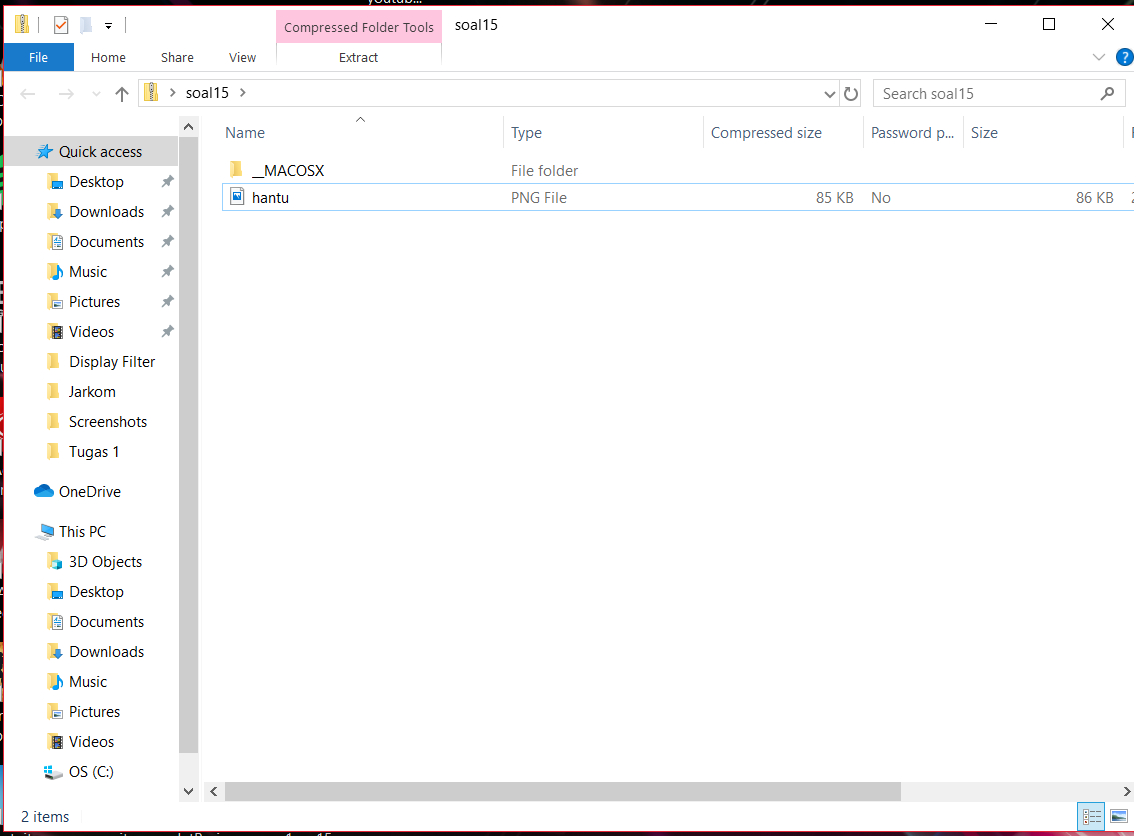 Compressed Folder Tools
soal15
File
Home
Share
View
Extract
soal15
Search soal15
Name
Type
Compressed size
Password p...
Size
__MACOSX
File folder
hantu
PNG File
85 KB
No
86 KB
Quick access
Desktop
Downloads
Documents
Music
Pictures
Videos
Display Filter
Jarkom
Screenshots
Tugas 1
OneDrive
This PC
3D Objects
Desktop
Documents
Downloads
Music
Pictures
Videos
OS (C:)
2 items